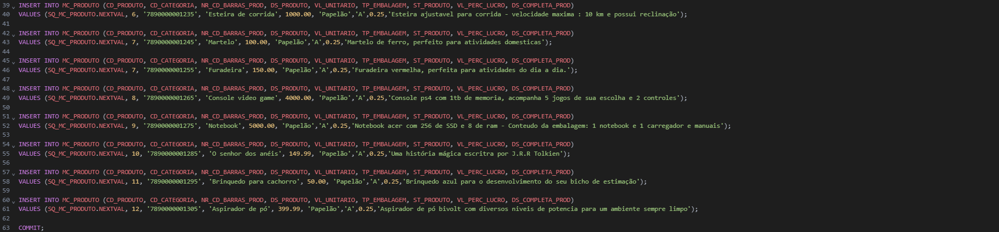 39 INSERT INTO MC_PRODUTO (CD_PRODUTO, CD_CATEGORIA, NR_CD_BARRAS_PROD, DS_PRODUTO, VL_UNITARIO, TP_EMBALAGEM, ST_PRODUTO, VL_PERC_LUCRO, DS_COMPLETA_PROD)
40 VALUES (SQ_MC_PRODUTO.NEXTVAL, 6, '7890000001235', 'Esteira de corrida', 1000.00, 'Papelão','A',0.25,'Esteira ajustavel para corrida - velocidade maxima : 10 km e possui reclinação');
41
42 INSERT INTO MC_PRODUTO (CD_PRODUTO, CD_CATEGORIA, NR_CD_BARRAS_PROD, DS_PRODUTO, VL_UNITARIO, TP_EMBALAGEM, ST_PRODUTO, VL_PERC_LUCRO, DS_COMPLETA_PROD)
43 VALUES (SQ_MC_PRODUTO.NEXTVAL, 7, '7890000001245', 'Martelo', 100.00, 'Papelão','A',0.25,'Martelo de ferro, perfeito para atividades domesticas');
44
45 INSERT INTO MC_PRODUTO (CD_PRODUTO, CD_CATEGORIA, NR_CD_BARRAS_PROD, DS_PRODUTO, VL_UNITARIO, TP_EMBALAGEM, ST_PRODUTO, VL_PERC_LUCRO, DS_COMPLETA_PROD)
46 VALUES (SQ_MC_PRODUTO.NEXTVAL, 7, '7890000001255', 'Furadeira', 150.00, 'Papelão','A',0.25,'Furadeira vermelha, perfeita para atividades do dia a dia.');
47
48 INSERT INTO MC_PRODUTO (CD_PRODUTO, CD_CATEGORIA, NR_CD_BARRAS_PROD, DS_PRODUTO, VL_UNITARIO, TP_EMBALAGEM, ST_PRODUTO, VL_PERC_LUCRO, DS_COMPLETA_PROD)
49 VALUES (SQ_MC_PRODUTO.NEXTVAL, 8, '7890000001265', 'Console video game', 4000.00, 'Papelão','A',0.25,'Console ps4 com 1tb de memoria, acompanha 5 jogos de sua escolha e 2 controles');
50
51 INSERT INTO MC_PRODUTO (CD_PRODUTO, CD_CATEGORIA, NR_CD_BARRAS_PROD, DS_PRODUTO, VL_UNITARIO, TP_EMBALAGEM, ST_PRODUTO, VL_PERC_LUCRO, DS_COMPLETA_PROD)
52 VALUES (SQ_MC_PRODUTO.NEXTVAL, 9, '7890000001275', 'Notebook', 5000.00, 'Papelão','A',0.25,'Notebook acer com 256 de SSD e 8 de ram - Conteudo da embalagem: 1 notebook e 1 carregador e manuais');
53
54 INSERT INTO MC_PRODUTO (CD_PRODUTO, CD_CATEGORIA, NR_CD_BARRAS_PROD, DS_PRODUTO, VL_UNITARIO, TP_EMBALAGEM, ST_PRODUTO, VL_PERC_LUCRO, DS_COMPLETA_PROD)
55 VALUES (SQ_MC_PRODUTO.NEXTVAL, 10, '7890000001285', 'O senhor dos anéis', 149.99, 'Papelão','A',0.25,'Uma história mágica escritra por J.R.R Tolkien');
56
57 INSERT INTO MC_PRODUTO (CD_PRODUTO, CD_CATEGORIA, NR_CD_BARRAS_PROD, DS_PRODUTO, VL_UNITARIO, TP_EMBALAGEM, ST_PRODUTO, VL_PERC_LUCRO, DS_COMPLETA_PROD)
58 VALUES (SQ_MC_PRODUTO.NEXTVAL, 11, '7890000001295', 'Brinquedo para cachorro', 50.00, 'Papelão','A',0.25,'Brinquedo azul para o desenvolvimento do seu bicho de estimação');
59
60 INSERT INTO MC_PRODUTO (CD_PRODUTO, CD_CATEGORIA, NR_CD_BARRAS_PROD, DS_PRODUTO, VL_UNITARIO, TP_EMBALAGEM, ST_PRODUTO, VL_PERC_LUCRO, DS_COMPLETA_PROD)
61 VALUES (SQ_MC_PRODUTO.NEXTVAL, 12, '7890000001305', 'Aspirador de pó', 399.99, 'Papelão','A',0.25,'Aspirador de pó bivolt com diversos niveis de potencia para um ambiente sempre limpo');
62
63 COMMIT;